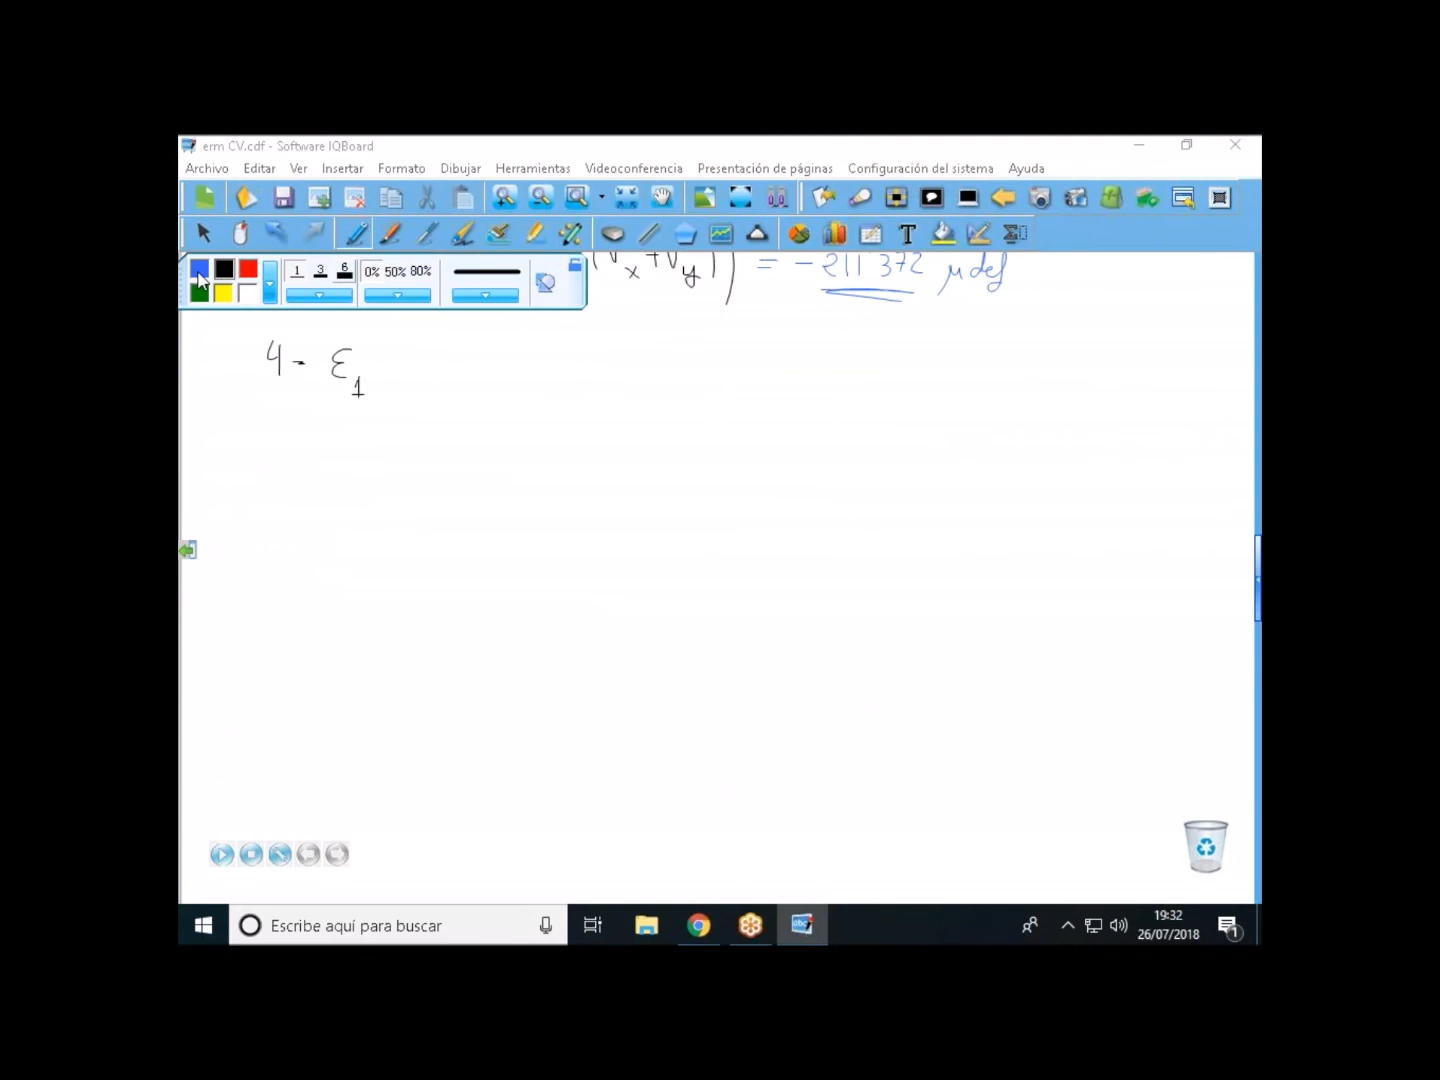 erm CV.cdf - Software IQBoard
Archivo Editar Ver Insertar Formato Dibujar Herramientas Videoconferencia Presentación de páginas Configuración del sistema Ayuda
1 3 6 0% 50% 80%
x + y )) = - 211'372 μdef
4- ε1
Escribe aquí para buscar
19:32
26/07/2018
1